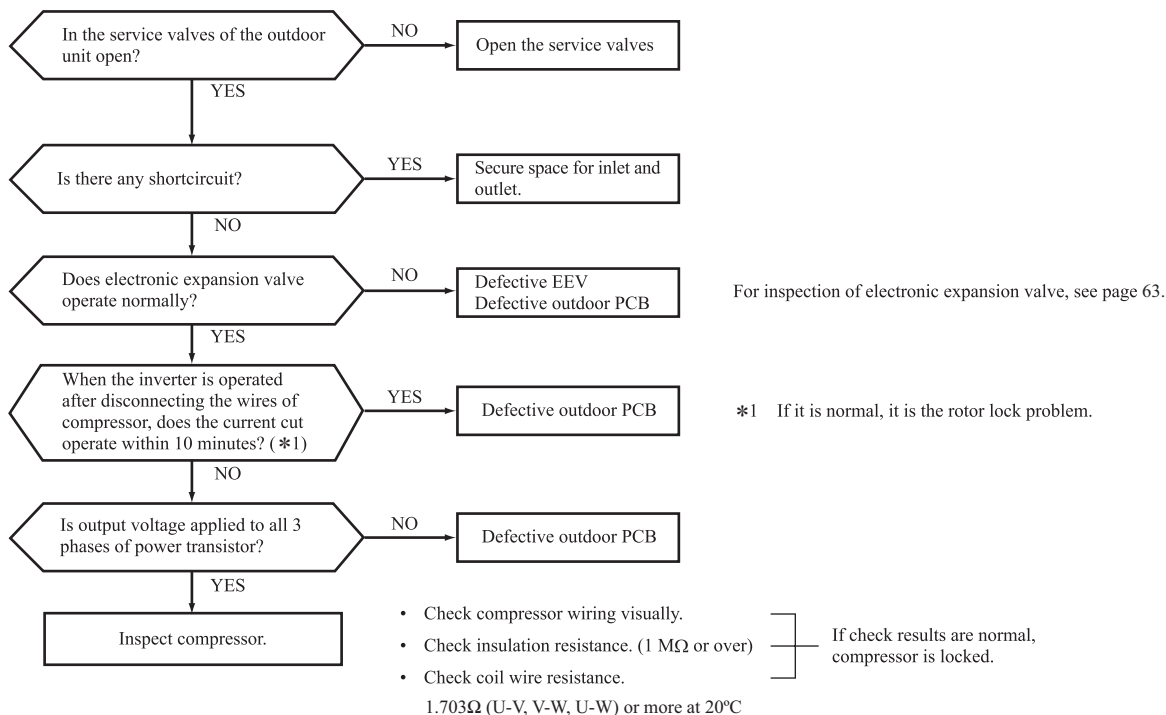 In the service valves of the outdoor
unit open?
NO
Open the service valves
YES
Is there any shortcircuit?
YES
Secure space for inlet and
outlet.
NO
Does electronic expansion valve
operate normally?
NO
Defective EEV
Defective outdoor PCB
For inspection of electronic expansion valve, see page 63.
YES
When the inverter is operated
after disconnecting the wires of
compressor, does the current cut
operate within 10 minutes? (✱1)
YES
Defective outdoor PCB
✱1 If it is normal, it is the rotor lock problem.
NO
Is output voltage applied to all 3
phases of power transistor?
NO
Defective outdoor PCB
YES
Inspect compressor.
• Check compressor wiring visually.
• Check insulation resistance. (1 MΩ or over)
• Check coil wire resistance.
1.703Ω (U-V, V-W, U-W) or more at 20ºC
If check results are normal,
compressor is locked.